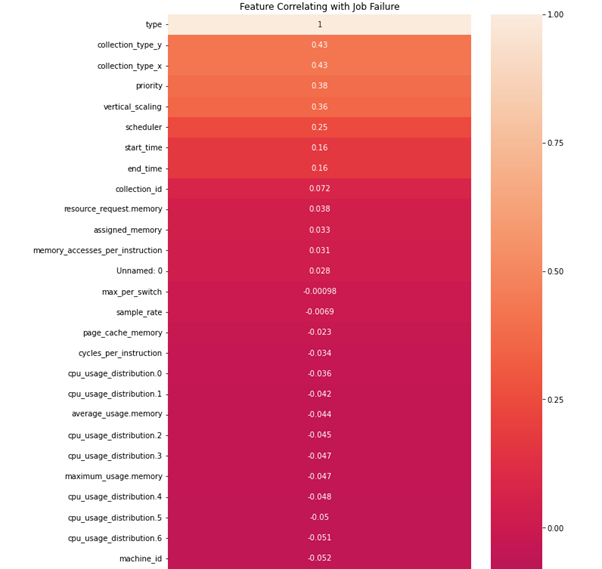 Feature Correlating with Job Failure
type 1
collection_type_y 0.43
collection_type_x 0.43
priority 0.38
vertical_scaling 0.36
scheduler 0.25
start_time 0.16
end_time 0.16
collection_id 0.072
resource_request.memory 0.038
assigned_memory 0.033
memory_accesses_per_instruction 0.031
Unnamed: 0 0.028
max_per_switch -0.00098
sample_rate -0.0069
page_cache_memory -0.023
cycles_per_instruction -0.034
cpu_usage_distribution.0 -0.036
cpu_usage_distribution.1 -0.042
average_usage.memory -0.044
cpu_usage_distribution.2 -0.045
cpu_usage_distribution.3 -0.047
maximum_usage.memory -0.047
cpu_usage_distribution.4 -0.048
cpu_usage_distribution.5 -0.05
cpu_usage_distribution.6 -0.051
machine_id -0.052
1.00
0.75
0.50
0.25
0.00